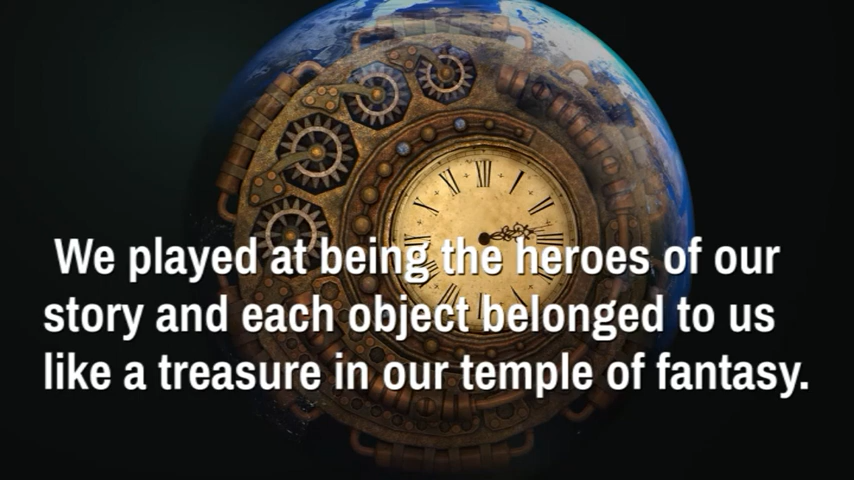 We played at being the heroes of our
story and each object belonged to us
like a treasure in our temple of fantasy.